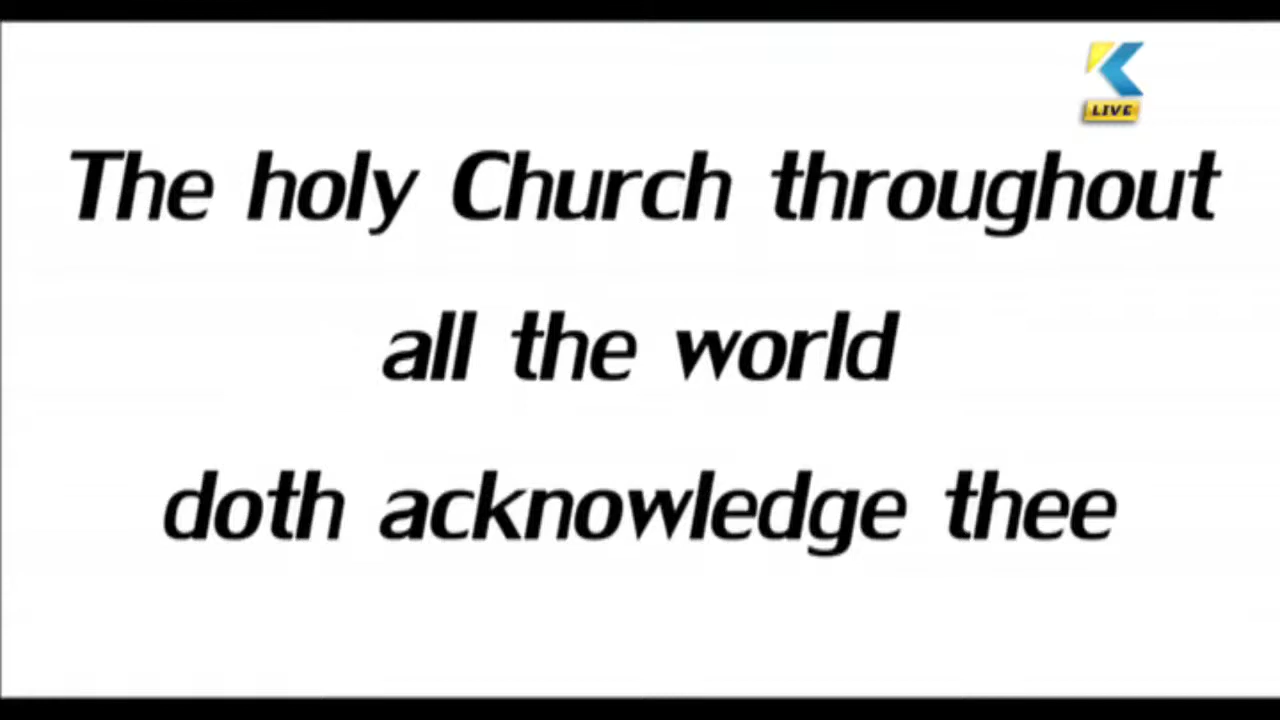 LIVE
The holy Church throughout
all the world
doth acknowledge thee